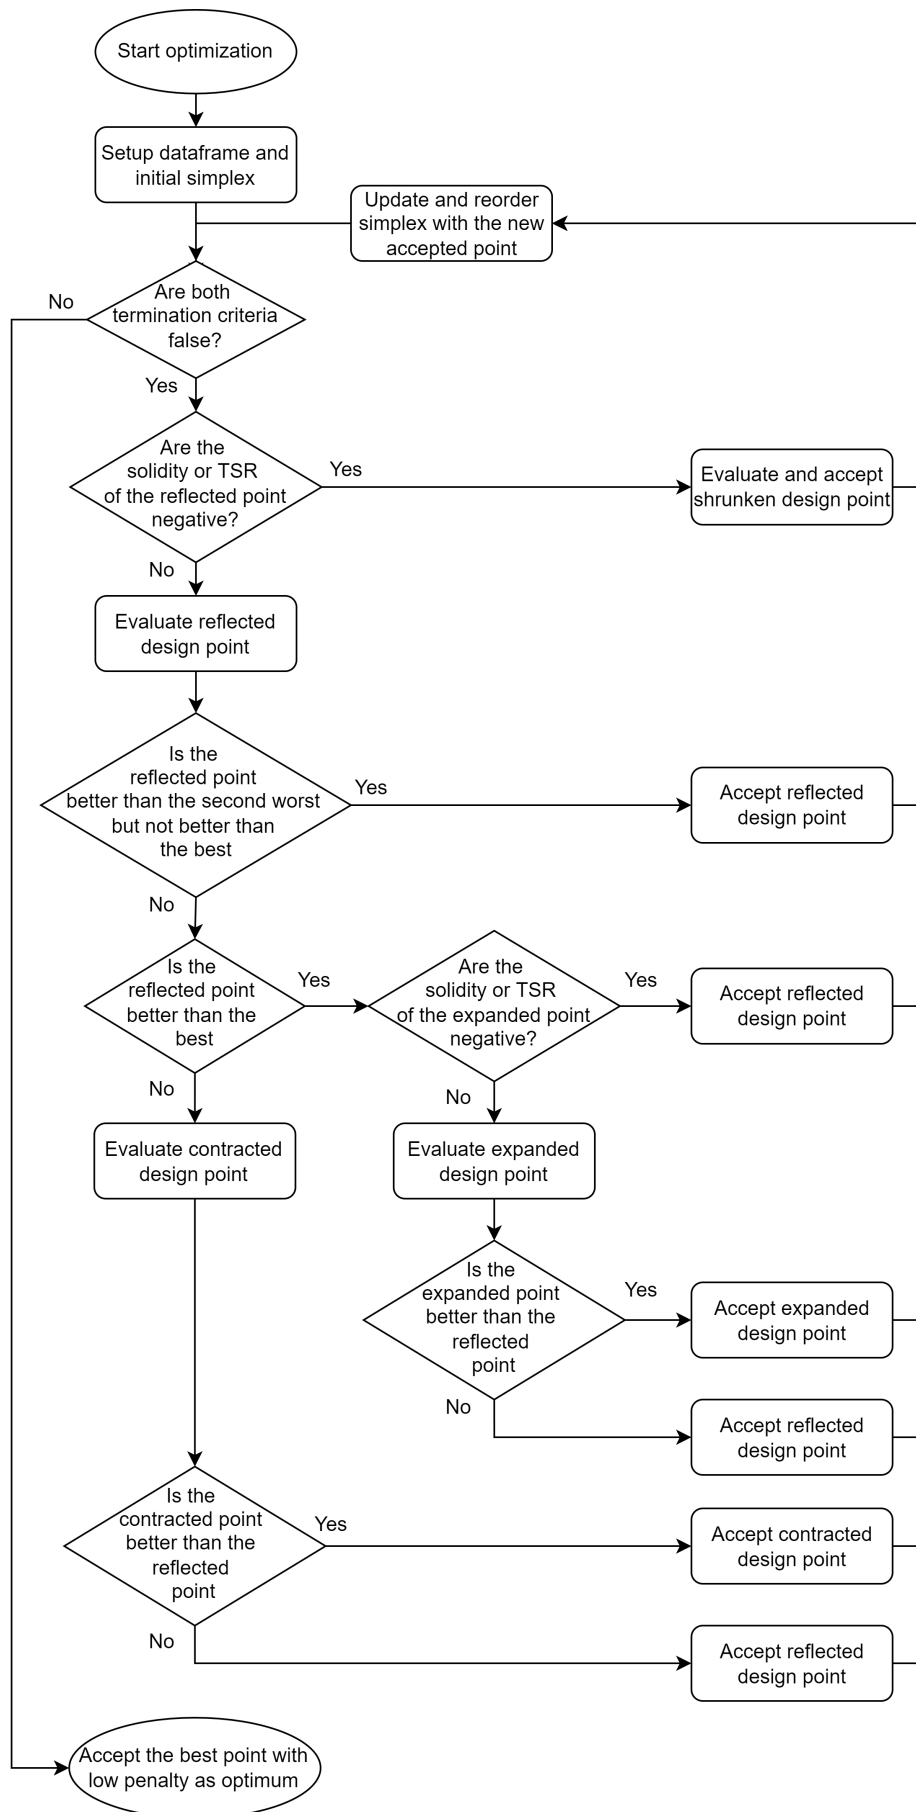 Start optimization
Setup dataframe and
initial simplex
Update and reorder
simplex with the new
accepted point
Are both
termination criteria
false?
No
Yes
Are the
solidity or TSR
of the reflected point
negative?
Yes
Evaluate and accept
shrunken design point
No
Evaluate reflected
design point
Is the
reflected point
better than the second worst
but not better than
the best
Yes
Accept reflected
design point
No
Is the
reflected point
better than the
best
Yes
Are the
solidity or TSR
of the expanded point
negative?
Yes
Accept reflected
design point
No
No
Evaluate contracted
design point
Evaluate expanded
design point
Is the
expanded point
better than the
reflected
point
Yes
Accept expanded
design point
No
Accept reflected
design point
Is the
contracted point
better than the
reflected
point
Yes
Accept contracted
design point
No
Accept reflected
design point
Accept the best point with
low penalty as optimum